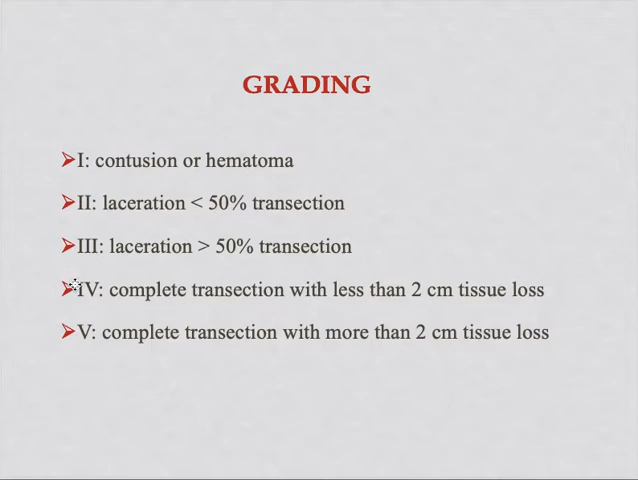 GRADING
I: contusion or hematoma
II: laceration < 50% transection
III: laceration > 50% transection
IV: complete transection with less than 2 cm tissue loss
V: complete transection with more than 2 cm tissue loss